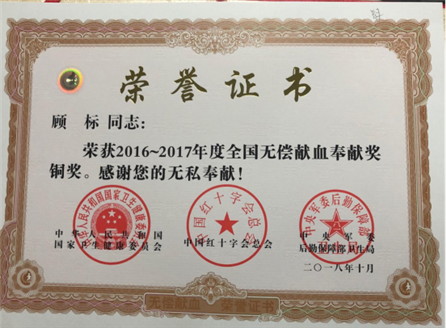 荣誉证书
顾 标 同志：
荣获2016~2017年度全国无偿献血奉献奖
铜奖。感谢您的无私奉献！
中华人民共和国
国家卫生健康委员会
中国红十字会总会
中央军委
后勤保障部卫生局
二〇一八年十月